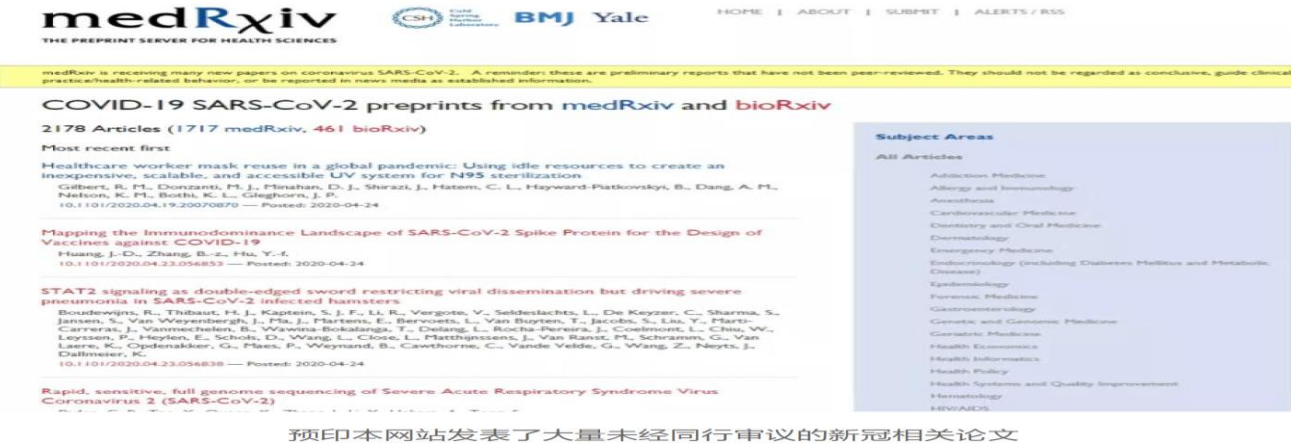 medRxiv
THE PREPRINT SERVER FOR HEALTH SCIENCES
CSH Cold Spring Harbor Laboratory BMJ Yale
HOME | ABOUT | SUBMIT | ALERTS / RSS
medRxiv is receiving many new papers on coronavirus SARS-CoV-2. A reminder: these are preliminary reports that have not been peer-reviewed. They should not be regarded as conclusive, guide clinical
practice/health-related behavior, or be reported in news media as established information.
COVID-19 SARS-CoV-2 preprints from medRxiv and bioRxiv
2178 Articles (1717 medRxiv, 461 bioRxiv)
Most recent first
Healthcare worker mask reuse in a global pandemic: Using idle resources to create an
inexpensive, scalable, and accessible UV system for N95 sterilization
Gilbert, R. M., Donzanti, M. J., Minahan, D. J., Shirazi, J., Hatem, C. L., Hayward-Piatkovskyi, B., Dang, A. M.,
Nelson, K. M., Bothi, K. L., Gleghorn, J. P.
10.1101/2020.04.19.20070870 — Posted: 2020-04-24
Mapping the Immunodominance Landscape of SARS-CoV-2 Spike Protein for the Design of
Vaccines against COVID-19
Huang, J.-D., Zhang, B.-z., Hu, Y.-f.
10.1101/2020.04.23.056853 — Posted: 2020-04-24
STAT2 signaling as double-edged sword restricting viral dissemination but driving severe
pneumonia in SARS-CoV-2 infected hamsters
Boudewijns, R., Thibaut, H. J., Kaptein, S. J. F., Li, R., Vergote, V., Seldeslachts, L., De Keyzer, C., Sharma, S.,
Jansen, S., Van Weyenbergh, J., Ma, J., Martens, E., Bervoets, L., Van Buyten, T., Jacobs, S., Liu, Y., Marti-
Carreras, J., Vanmechelen, B., Wawina-Bokalanga, T., Delang, L., Rocha-Pereira, J., Coelmont, L., Chiu, W.,
Leyssen, P., Heylen, E., Schols, D., Wang, L., Close, L., Matthijnssens, J., Van Ranst, M., Schramm, G., Van
Laere, K., Opdenakker, G., Maes, P., Weynand, B., Cawthorne, C., Vande Velde, G., Wang, Z., Neyts, J.,
Dallmeier, K.
10.1101/2020.04.23.056838 — Posted: 2020-04-24
Rapid, sensitive, full genome sequencing of Severe Acute Respiratory Syndrome Virus
Coronavirus 2 (SARS-CoV-2)
Subject Areas
All Articles
Addiction Medicine
Allergy and Immunology
Anesthesia
Cardiovascular Medicine
Dentistry and Oral Medicine
Dermatology
Emergency Medicine
Endocrinology (including Diabetes Mellitus and Metabolic
Disease)
Epidemiology
Forensic Medicine
Gastroenterology
Genetic and Genomic Medicine
Geriatric Medicine
Health Economics
Health Informatics
Health Policy
Health Systems and Quality Improvement
Hematology
HIV/AIDS
预印本网站发表了大量未经同行审议的新冠相关论文